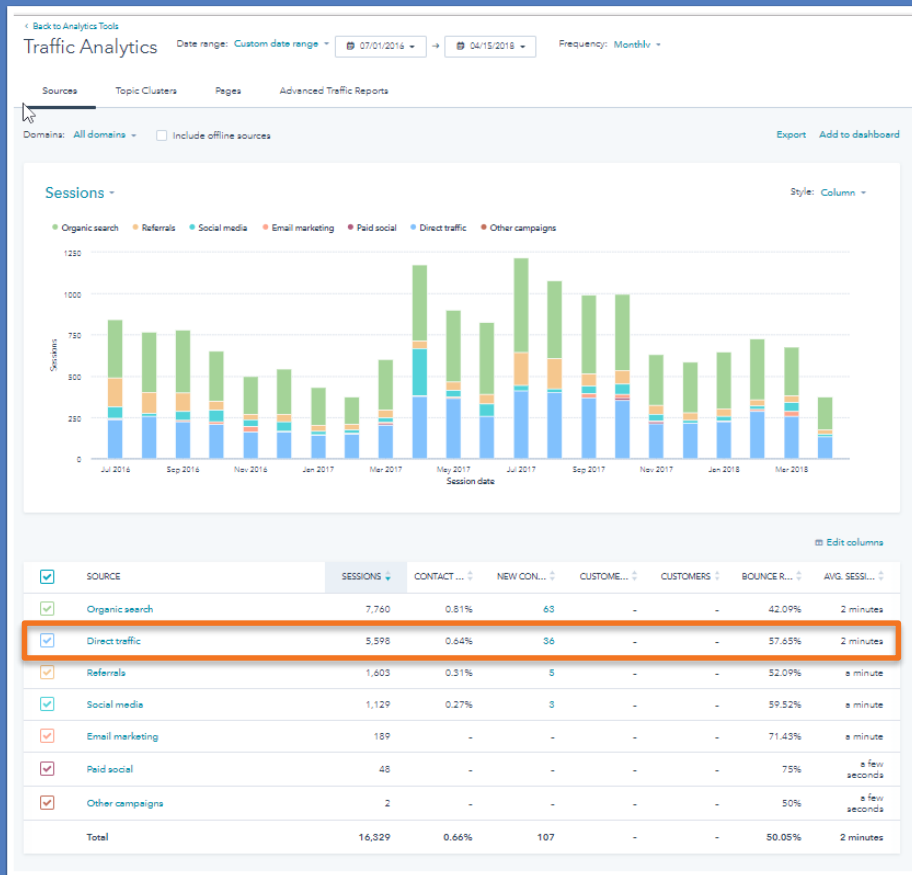 ‹ Back to Analytics Tools
Traffic Analytics Date range: Custom date range 07/01/2016 → 04/15/2018 Frequency: Monthly
Sources Topic Clusters Pages Advanced Traffic Reports
Domains: All domains Include offline sources Export Add to dashboard
Sessions Style: Column
Organic search Referrals Social media Email marketing Paid social Direct traffic Other campaigns
1250
1000
750
500
250
0
Sessions
Jul 2016 Sep 2016 Nov 2016 Jan 2017 Mar 2017 May 2017 Jul 2017 Sep 2017 Nov 2017 Jan 2018 Mar 2018
Session date
Edit columns
SOURCE SESSIONS CONTACT ... NEW CON... CUSTOME... CUSTOMERS BOUNCE R... AVG. SESSI...
Organic search 7,760 0.81% 63 - - 42.09% 2 minutes
Direct traffic 5,598 0.64% 36 - - 57.65% 2 minutes
Referrals 1,603 0.31% 5 - - 52.09% a minute
Social media 1,129 0.27% 3 - - 59.52% a minute
Email marketing 189 - - - - 71.43% a minute
Paid social 48 - - - - 75% a few seconds
Other campaigns 2 - - - - 50% a few seconds
Total 16,329 0.66% 107 - - 50.05% 2 minutes